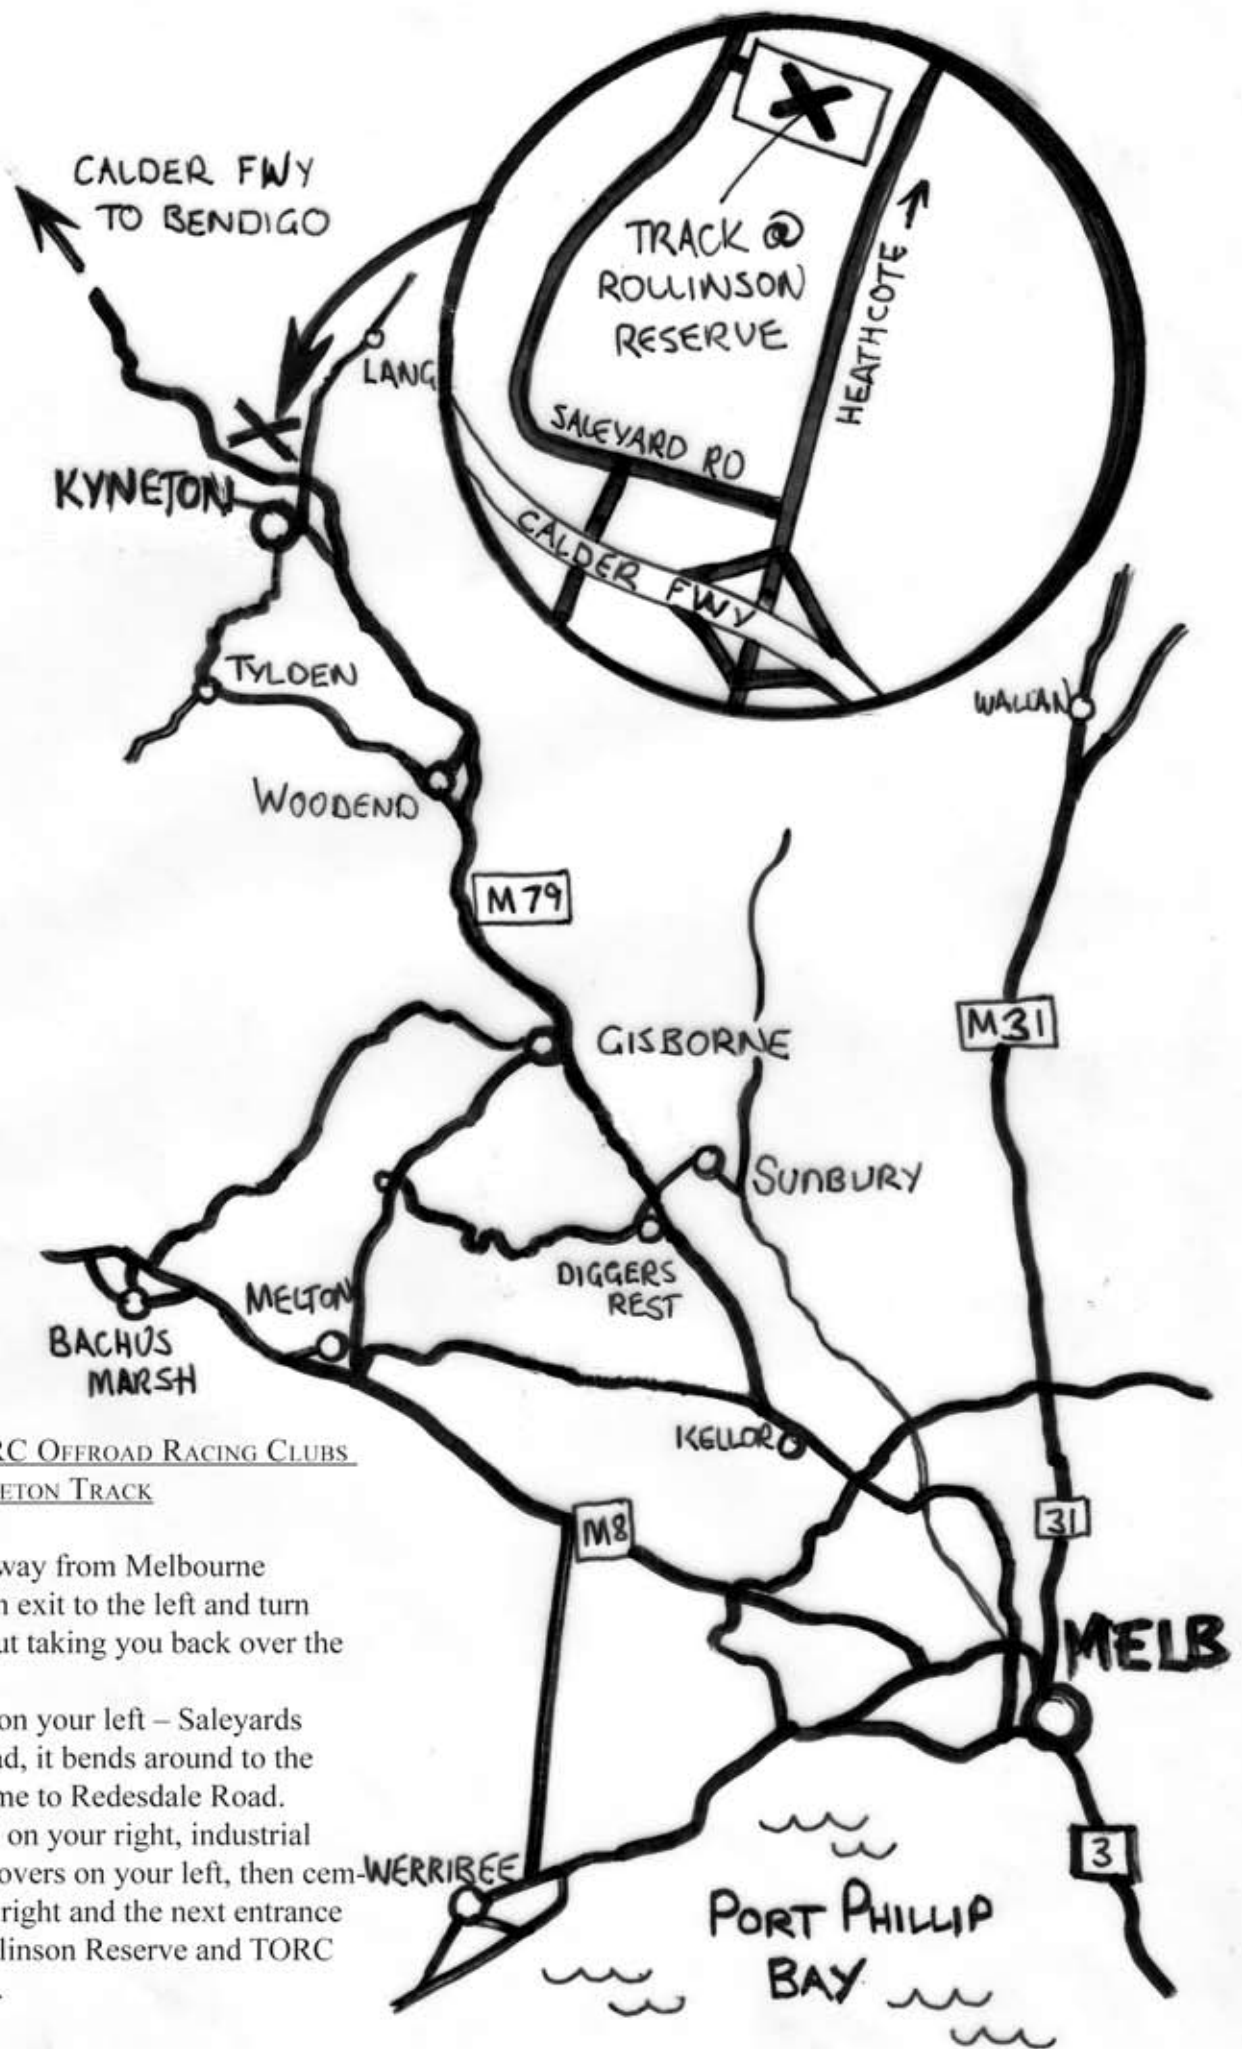 CALDER FWY
TO BENDIGO
TRACK @
ROLLINSON
RESERVE
HEATHCOTE
LANG
SALEYARD RD
CALDER FWY
KYNETON
TYLDEN
WALLAN
WOODEND
M79
M31
GISBORNE
SUNBURY
DIGGERS
REST
MELTON
BACHUS
MARSH
KELLOR
RC OFFROAD RACING CLUBS
ETON TRACK
M8
31
way from Melbourne
n exit to the left and turn
ut taking you back over the
MELB
on your left – Saleyards
ad, it bends around to the
me to Redesdale Road.
on your right, industrial
overs on your left, then cem-
right and the next entrance
linson Reserve and TORC
WERRIBEE
3
PORT PHILLIP
BAY